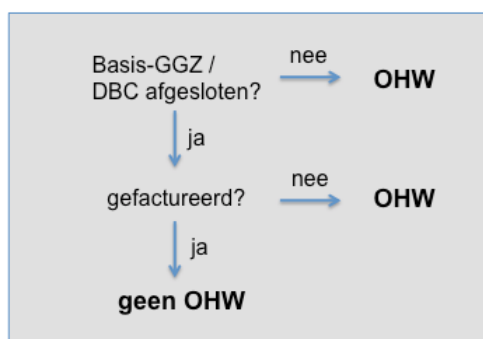 Basis-GGZ /
DBC afgesloten?
nee
OHW
ja
gefactureerd?
nee
OHW
ja
geen OHW